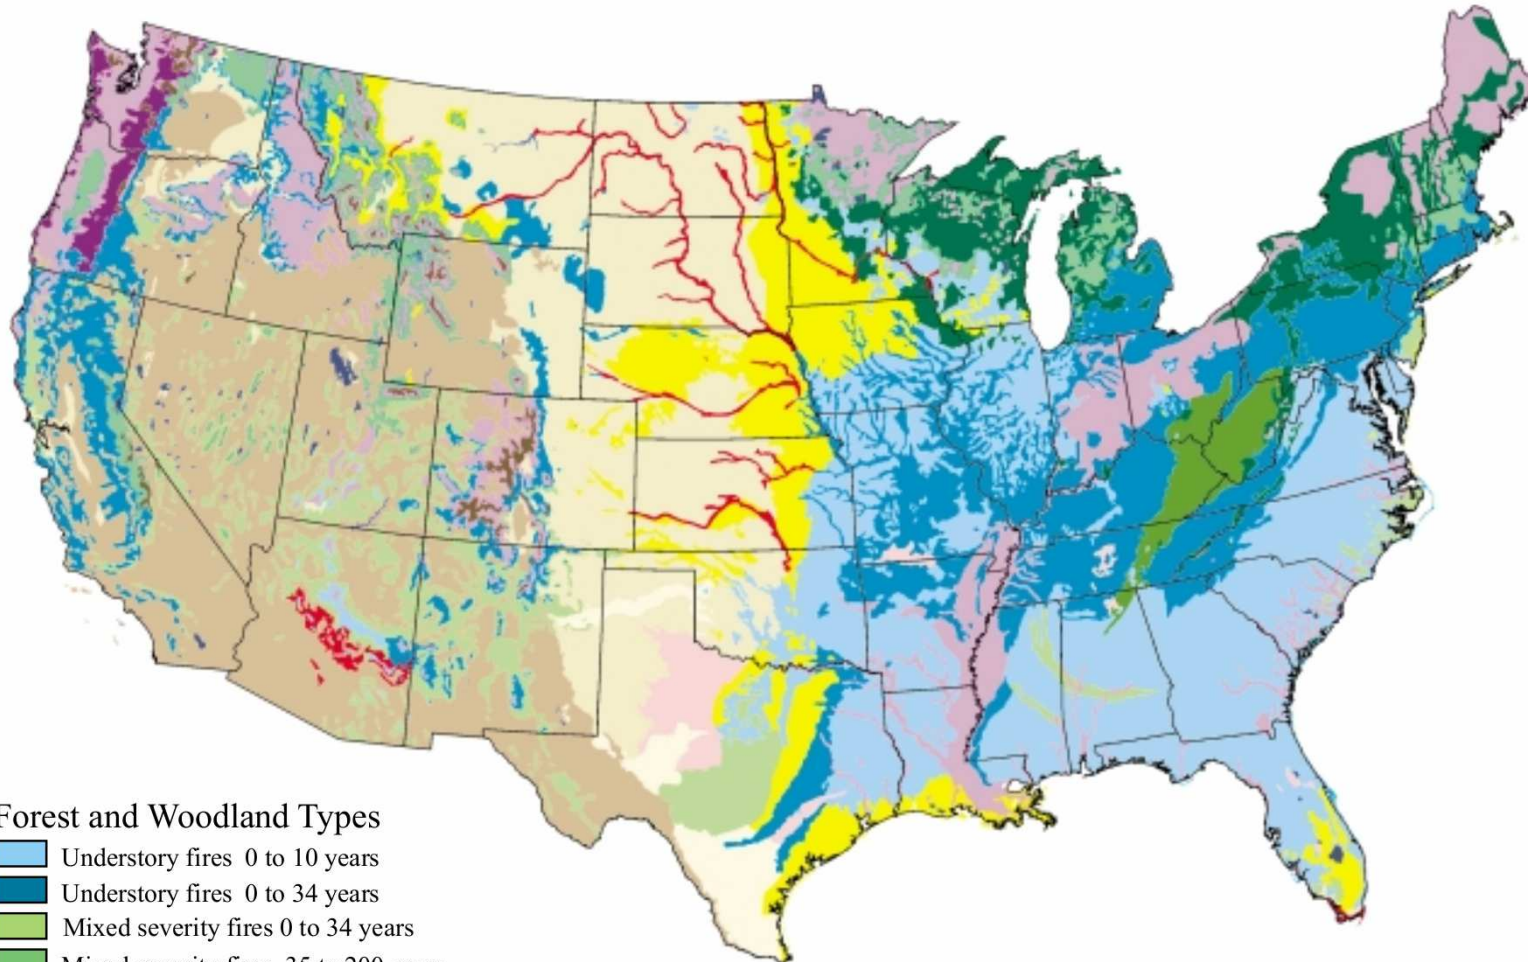 Forest and Woodland Types
Understory fires 0 to 10 years
Understory fires 0 to 34 years
Mixed severity fires 0 to 34 years